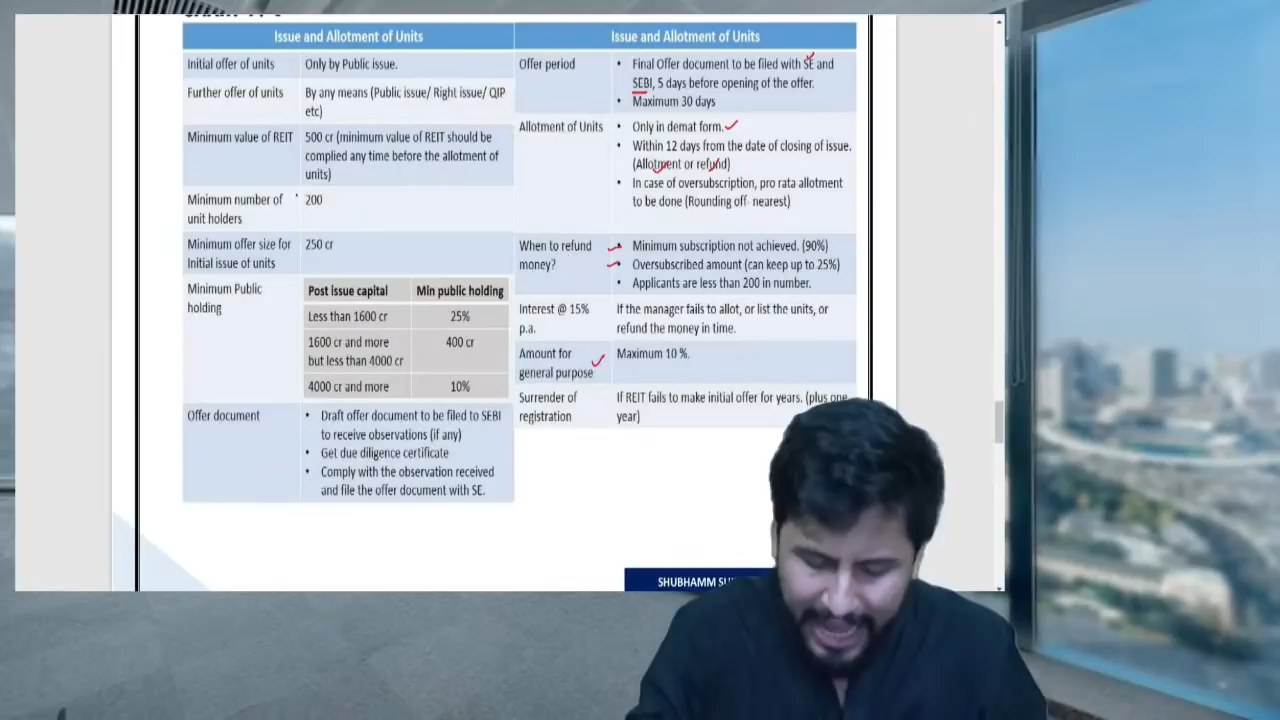 Issue and Allotment of Units
Initial offer of units
Only by Public issue.
Further offer of units
By any means (Public issue/ Right issue/ QIP
etc)
Minimum value of REIT
500 cr (minimum value of REIT should be
complied any time before the allotment of
units)
Minimum number of
unit holders
200
Minimum offer size for
Initial issue of units
250 cr
Minimum Public
holding
Post issue capital
Min public holding
Less than 1600 cr
25%
1600 cr and more
but less than 4000 cr
400 cr
4000 cr and more
10%
Offer document
• Draft offer document to be filed to SEBI
to receive observations (if any)
• Get due diligence certificate
• Comply with the observation received
and file the offer document with SE.
Issue and Allotment of Units
Offer period
• Final Offer document to be filed with SE and
SEBI, 5 days before opening of the offer.
• Maximum 30 days
Allotment of Units
• Only in demat form.
• Within 12 days from the date of closing of issue.
(Allotment or refund)
• In case of oversubscription, pro rata allotment
to be done (Rounding off- nearest)
When to refund
money?
• Minimum subscription not achieved. (90%)
• Oversubscribed amount (can keep up to 25%)
• Applicants are less than 200 in number.
Interest @ 15%
p.a.
If the manager fails to allot, or list the units, or
refund the money in time.
Amount for
general purpose
Maximum 10 %.
Surrender of
registration
If REIT fails to make initial offer for years. (plus one
year)
SHUBHAMM